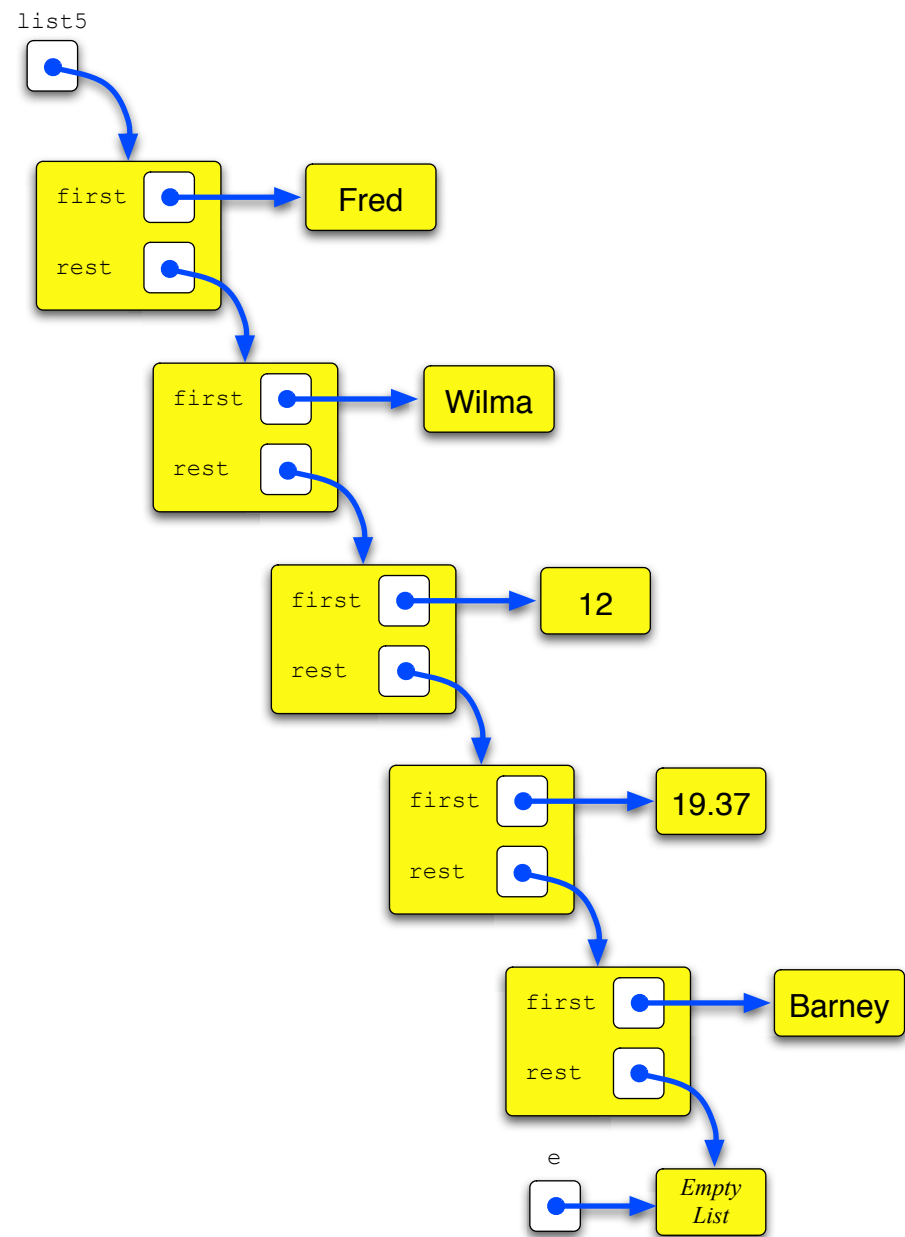 list5
first
Fred
rest
first
Wilma
rest
first
12
rest
first
19.37
rest
first
Barney
rest
e
Empty
List